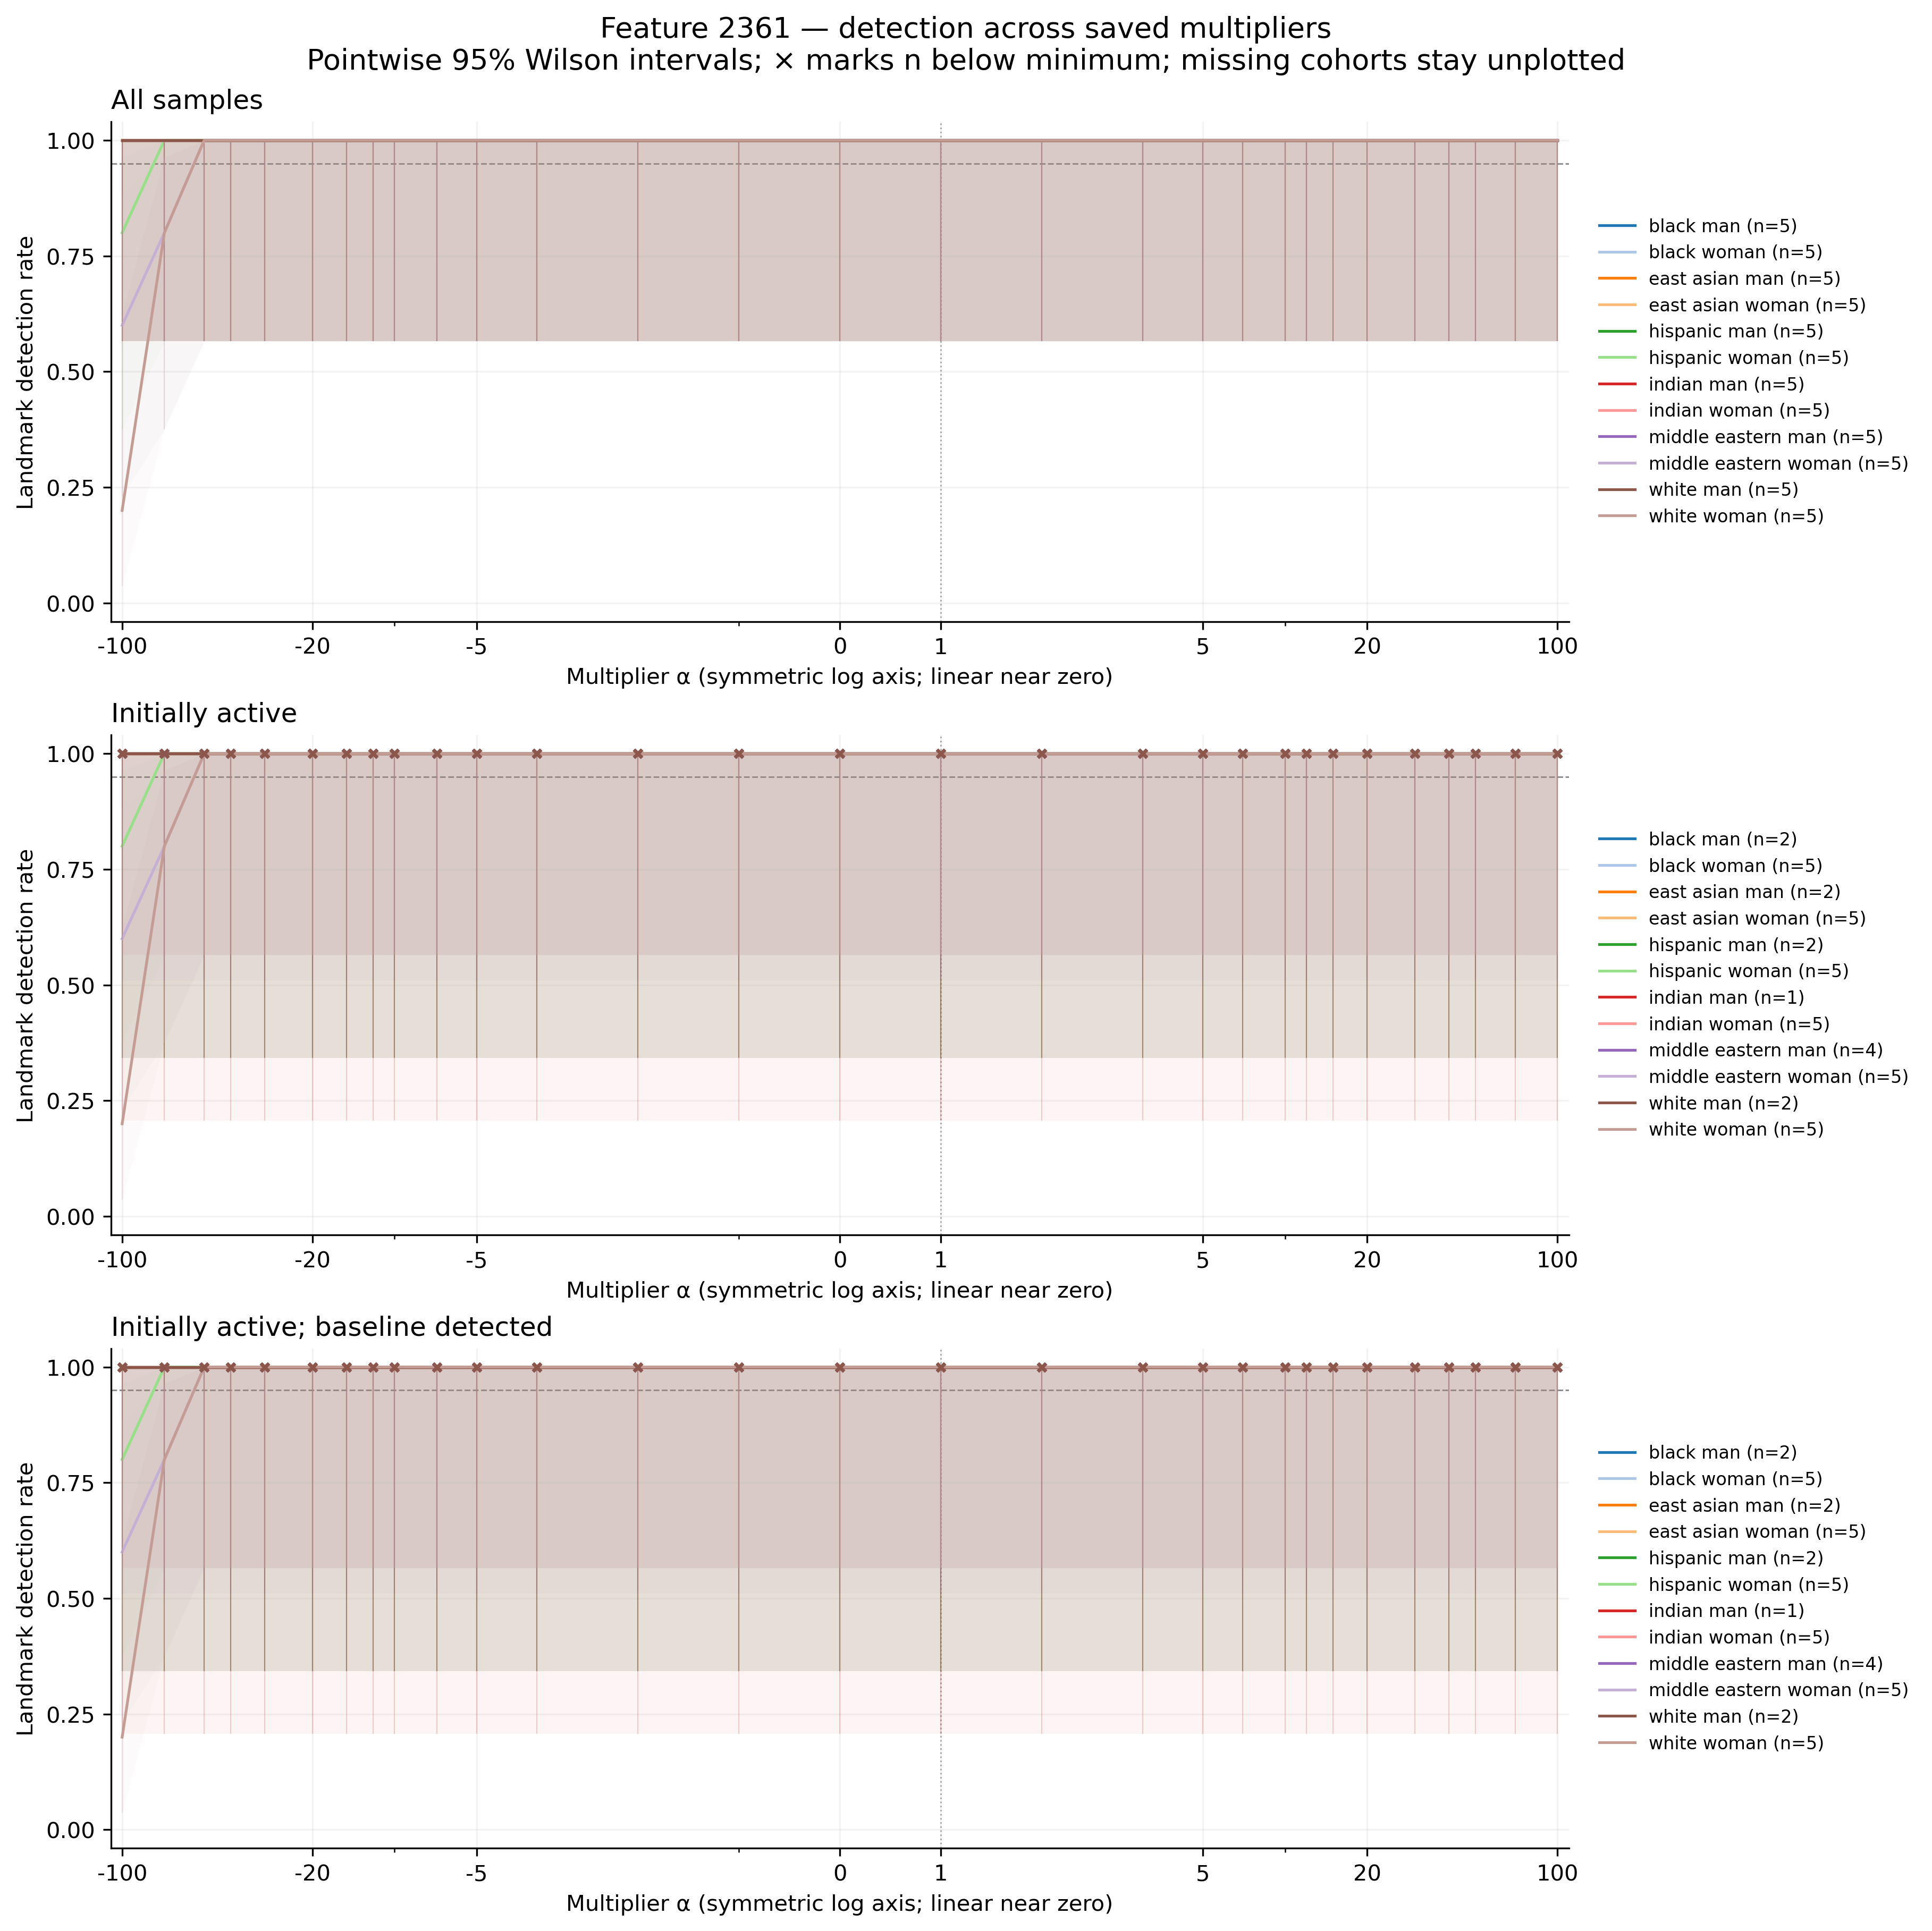 Feature 2361 — detection across saved multipliers
Pointwise 95% Wilson intervals; × marks n below minimum; missing cohorts stay unplotted
All samples
Landmark detection rate
1.00
0.75
0.50
0.25
0.00
-100
-20
-5
0
1
5
20
100
Multiplier α (symmetric log axis; linear near zero)
black man (n=5)
black woman (n=5)
east asian man (n=5)
east asian woman (n=5)
hispanic man (n=5)
hispanic woman (n=5)
indian man (n=5)
indian woman (n=5)
middle eastern man (n=5)
middle eastern woman (n=5)
white man (n=5)
white woman (n=5)
Initially active
Landmark detection rate
1.00
0.75
0.50
0.25
0.00
-100
-20
-5
0
1
5
20
100
Multiplier α (symmetric log axis; linear near zero)
black man (n=2)
black woman (n=5)
east asian man (n=2)
east asian woman (n=5)
hispanic man (n=2)
hispanic woman (n=5)
indian man (n=1)
indian woman (n=5)
middle eastern man (n=4)
middle eastern woman (n=5)
white man (n=2)
white woman (n=5)
Initially active; baseline detected
Landmark detection rate
1.00
0.75
0.50
0.25
0.00
-100
-20
-5
0
1
5
20
100
Multiplier α (symmetric log axis; linear near zero)
black man (n=2)
black woman (n=5)
east asian man (n=2)
east asian woman (n=5)
hispanic man (n=2)
hispanic woman (n=5)
indian man (n=1)
indian woman (n=5)
middle eastern man (n=4)
middle eastern woman (n=5)
white man (n=2)
white woman (n=5)